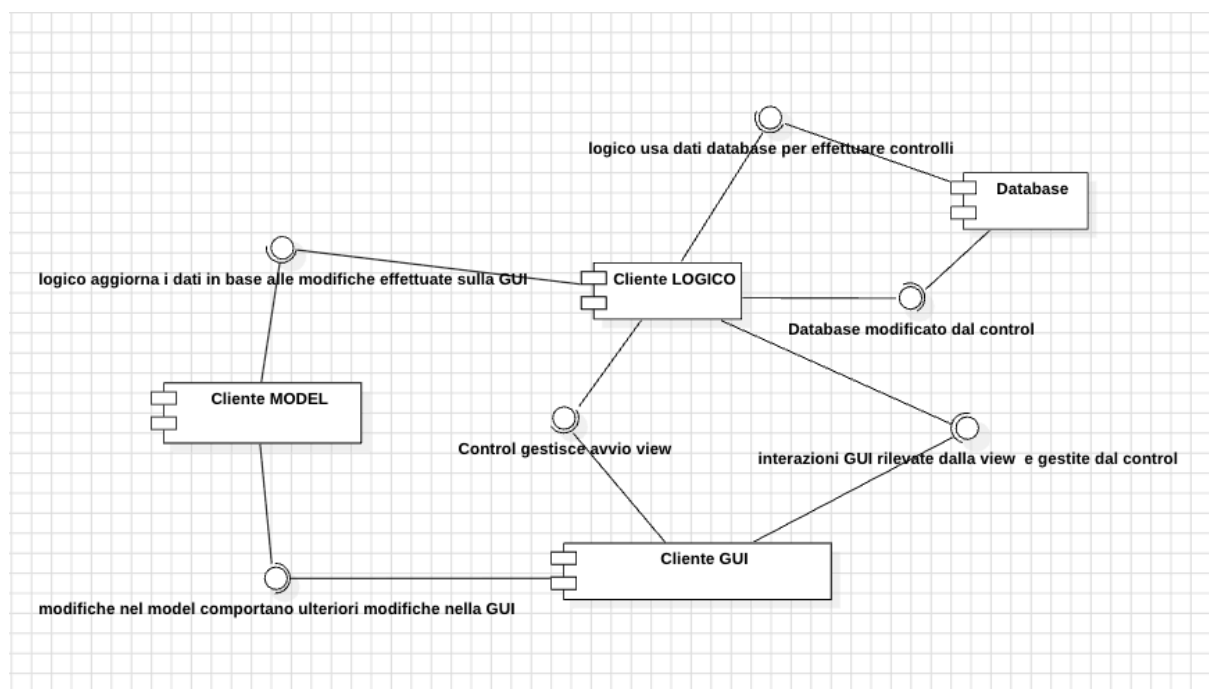 logico usa dati database per effettuare controlli
Database
logico aggiorna i dati in base alle modifiche effettuate sulla GUI
Cliente LOGICO
Database modificato dal control
Cliente MODEL
Control gestisce avvio view
interazioni GUI rilevate dalla view e gestite dal control
Cliente GUI
modifiche nel model comportano ulteriori modifiche nella GUI